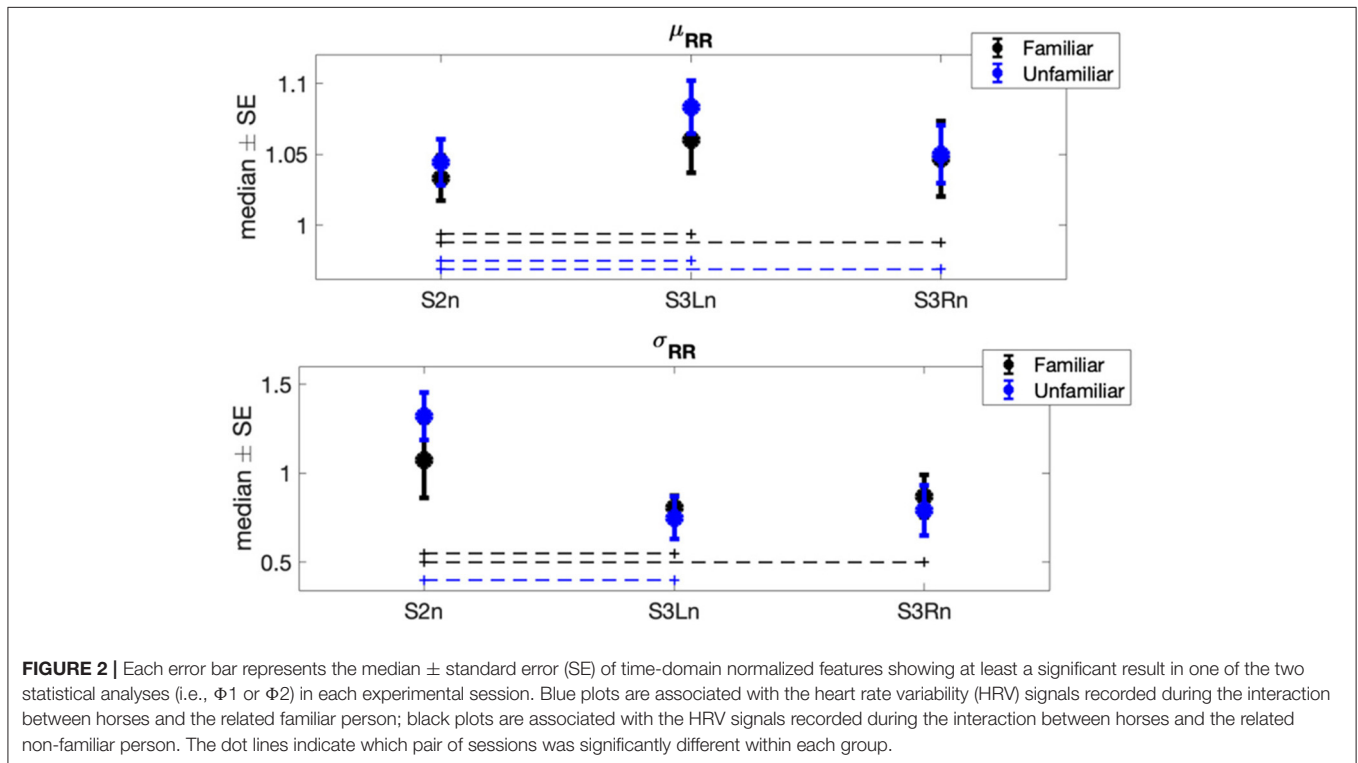 μRR
Familiar
Unfamiliar
median ± SE
1.1
1.05
1
S2n
S3Ln
S3Rn
σRR
Familiar
Unfamiliar
median ± SE
1.5
1
0.5
S2n
S3Ln
S3Rn
FIGURE 2 | Each error bar represents the median ± standard error (SE) of time-domain normalized features showing at least a significant result in one of the two
statistical analyses (i.e., Φ1 or Φ2) in each experimental session. Blue plots are associated with the heart rate variability (HRV) signals recorded during the interaction
between horses and the related familiar person; black plots are associated with the HRV signals recorded during the interaction between horses and the related
non-familiar person. The dot lines indicate which pair of sessions was significantly different within each group.